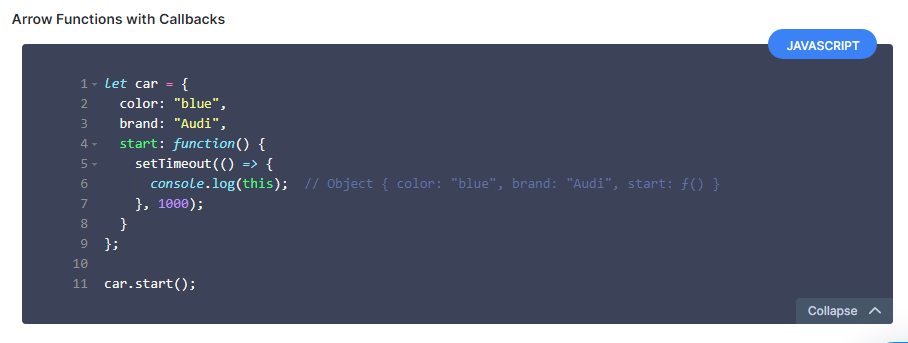 Arrow Functions with Callbacks
JAVASCRIPT
1 let car = {
2   color: "blue",
3   brand: "Audi",
4   start: function() {
5     setTimeout(() => {
6       console.log(this);  // Object { color: "blue", brand: "Audi", start: ƒ() }
7     }, 1000);
8   }
9 };
10
11 car.start();
Collapse